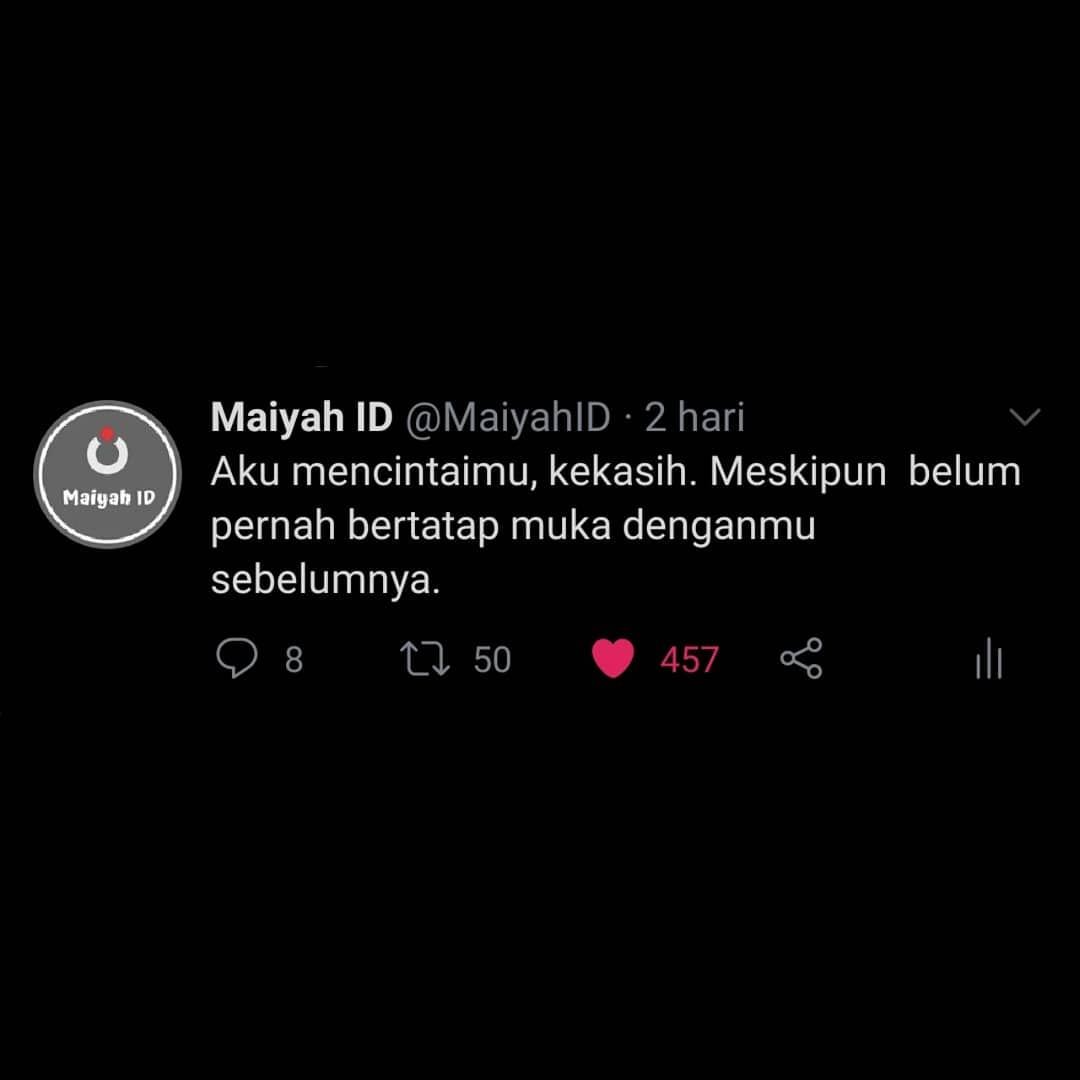 Maiyah ID @MaiyahID · 2 hari
Aku mencintaimu, kekasih. Meskipun  belum
pernah bertatap muka denganmu
sebelumnya.
8 50 457
Maiyah ID